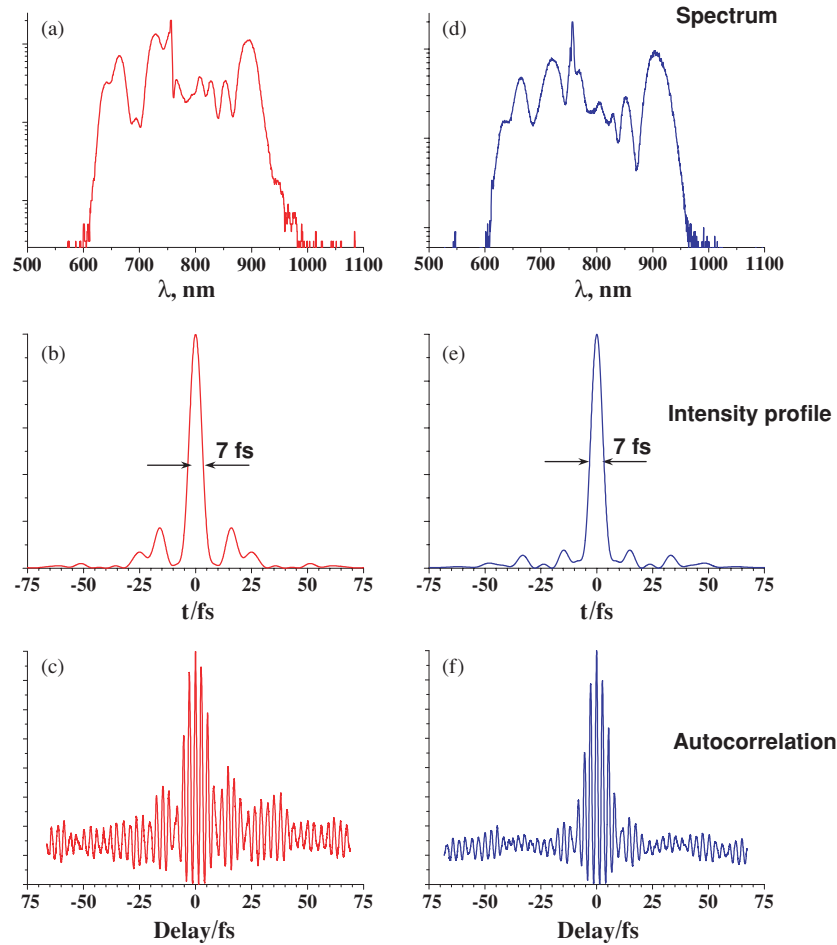 (a)
(d)
Spectrum
500 600 700 800 900 1000 1100
λ, nm
500 600 700 800 900 1000 1100
λ, nm
(b)
(e)
Intensity profile
7 fs
7 fs
-75 -50 -25 0 25 50 75
t/fs
-75 -50 -25 0 25 50 75
t/fs
(c)
(f)
Autocorrelation
75 -50 -25 0 25 50 75
Delay/fs
75 -50 -25 0 25 50 75
Delay/fs